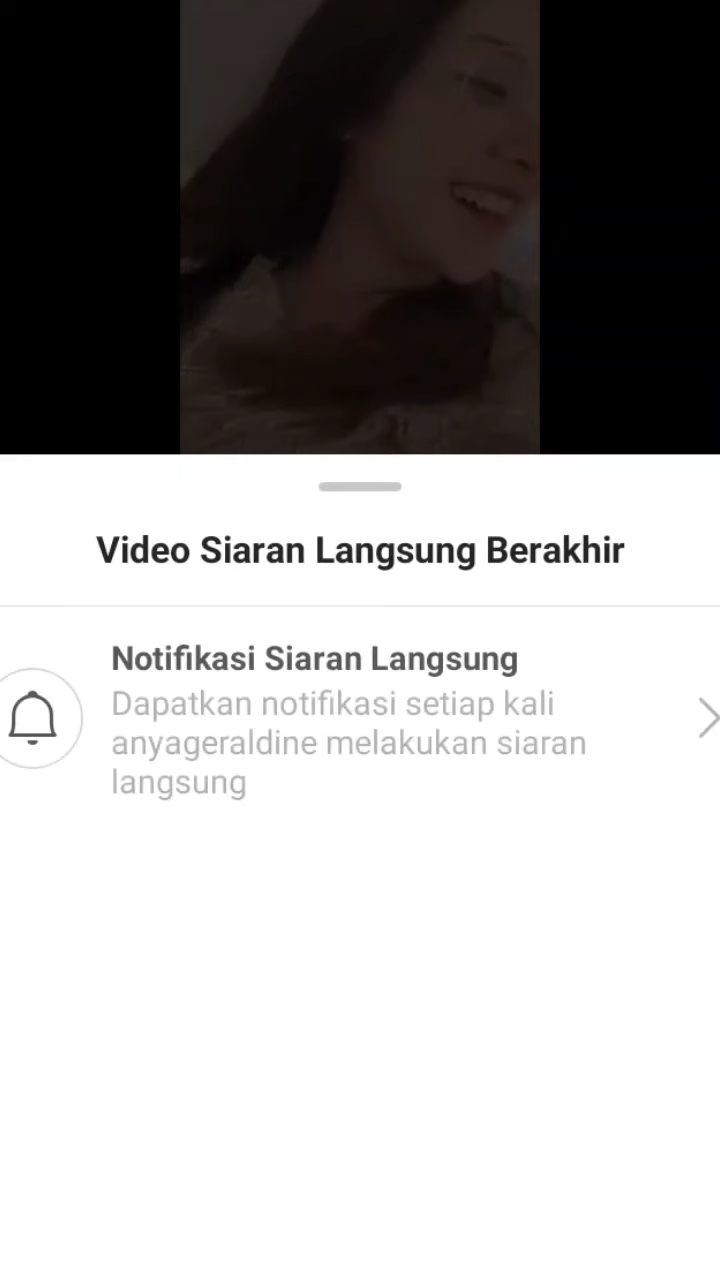 Video Siaran Langsung Berakhir
Notifikasi Siaran Langsung
Dapatkan notifikasi setiap kali
anyageraldine melakukan siaran
langsung